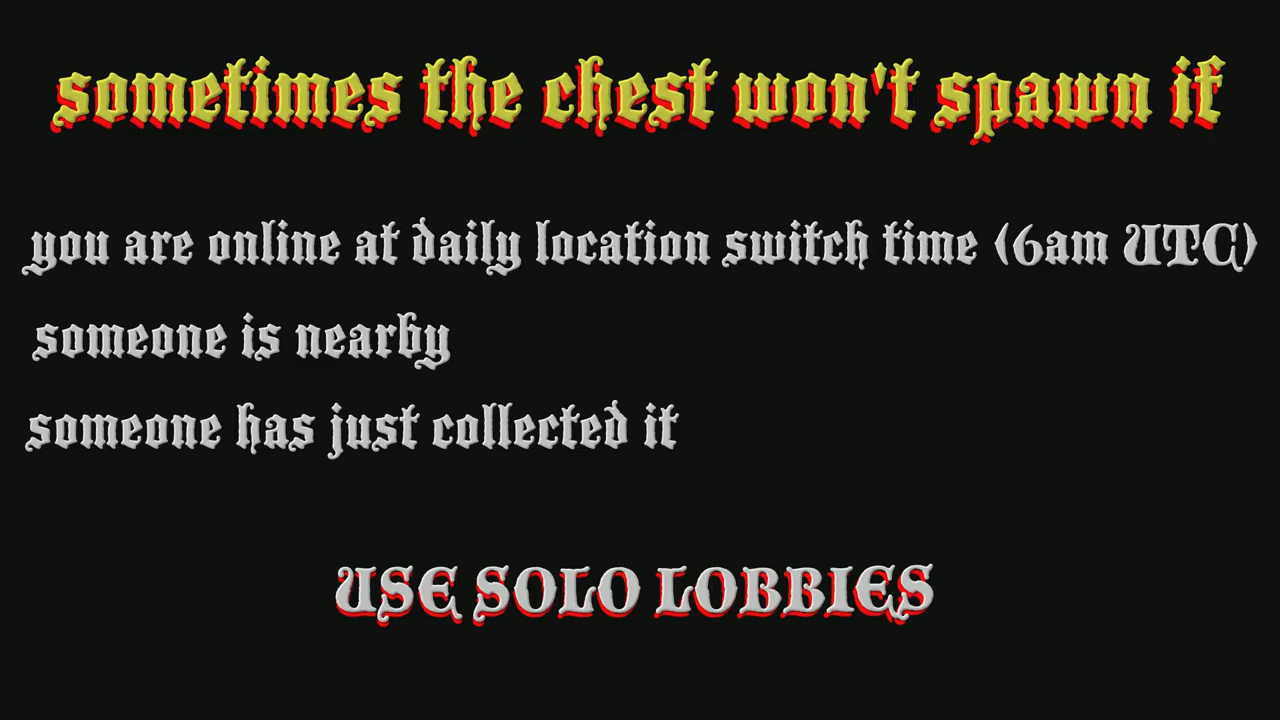 sometimes the chest won't spawn if
you are online at daily location switch time (6am UTC)
someone is nearby
someone has just collected it
USE SOLO LOBBIES